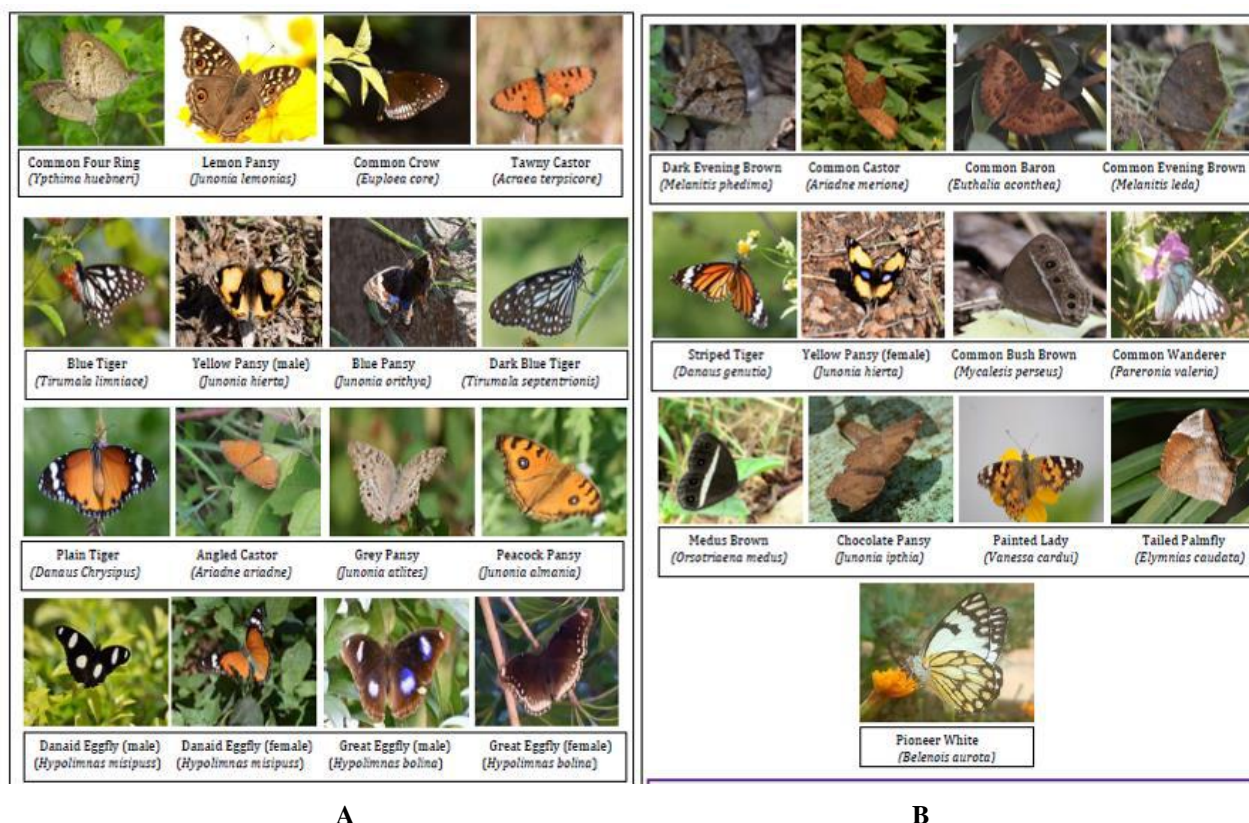 Common Four Ring
(Ypthima huebneri)
Lemon Pansy
(Junonia lemonias)
Common Crow
(Euploea core)
Tawny Castor
(Acraea terpsicore)
Blue Tiger
(Tirumala limniace)
Yellow Pansy (male)
(Junonia hierta)
Blue Pansy
(Junonia orithya)
Dark Blue Tiger
(Tirumala septentrionis)
Plain Tiger
(Danaus Chrysipus)
Angled Castor
(Ariadne ariadne)
Grey Pansy
(Junonia atlites)
Peacock Pansy
(Junonia almania)
Danaid Eggfly (male)
(Hypolimnas misipuss)
Danaid Eggfly (female)
(Hypolimnas misipuss)
Great Eggfly (male)
(Hypolimnas bolina)
Great Eggfly (female)
(Hypolimnas bolina)
A
Dark Evening Brown
(Melanitis phedima)
Common Castor
(Ariadne merione)
Common Baron
(Euthalia aconthea)
Common Evening Brown
(Melanitis leda)
Striped Tiger
(Danaus genutia)
Yellow Pansy (female)
(Junonia hierta)
Common Bush Brown
(Mycalesis perseus)
Common Wanderer
(Pareronia valeria)
Medus Brown
(Orsotriaena medus)
Chocolate Pansy
(Junonia ipthia)
Painted Lady
(Vanessa cardui)
Tailed Palmfly
(Elymnias caudata)
Pioneer White
(Belenois aurota)
B